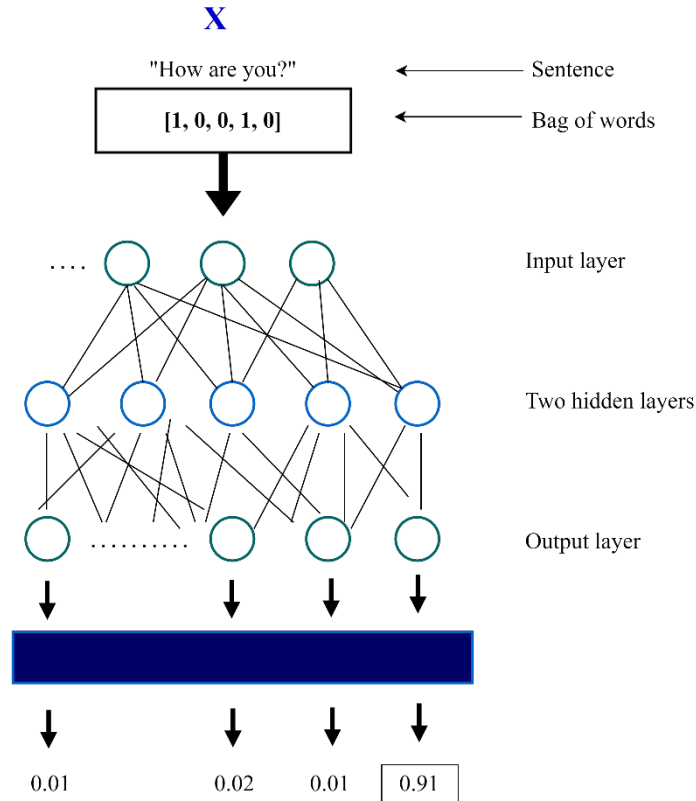 X
"How are you?"
Sentence
[1, 0, 0, 1, 0]
Bag of words
....
Input layer
Two hidden layers
..........
Output layer
0.01 0.02 0.01 0.91